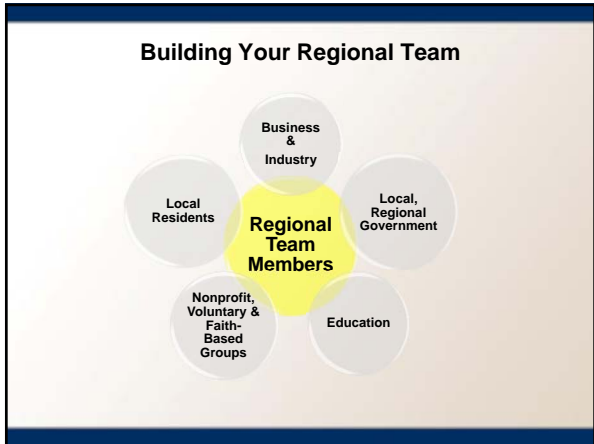 Building Your Regional Team
Business
&
Industry
Local
Residents
Local,
Regional
Government
Regional
Team
Members
Nonprofit,
Voluntary &
Faith-
Based
Groups
Education